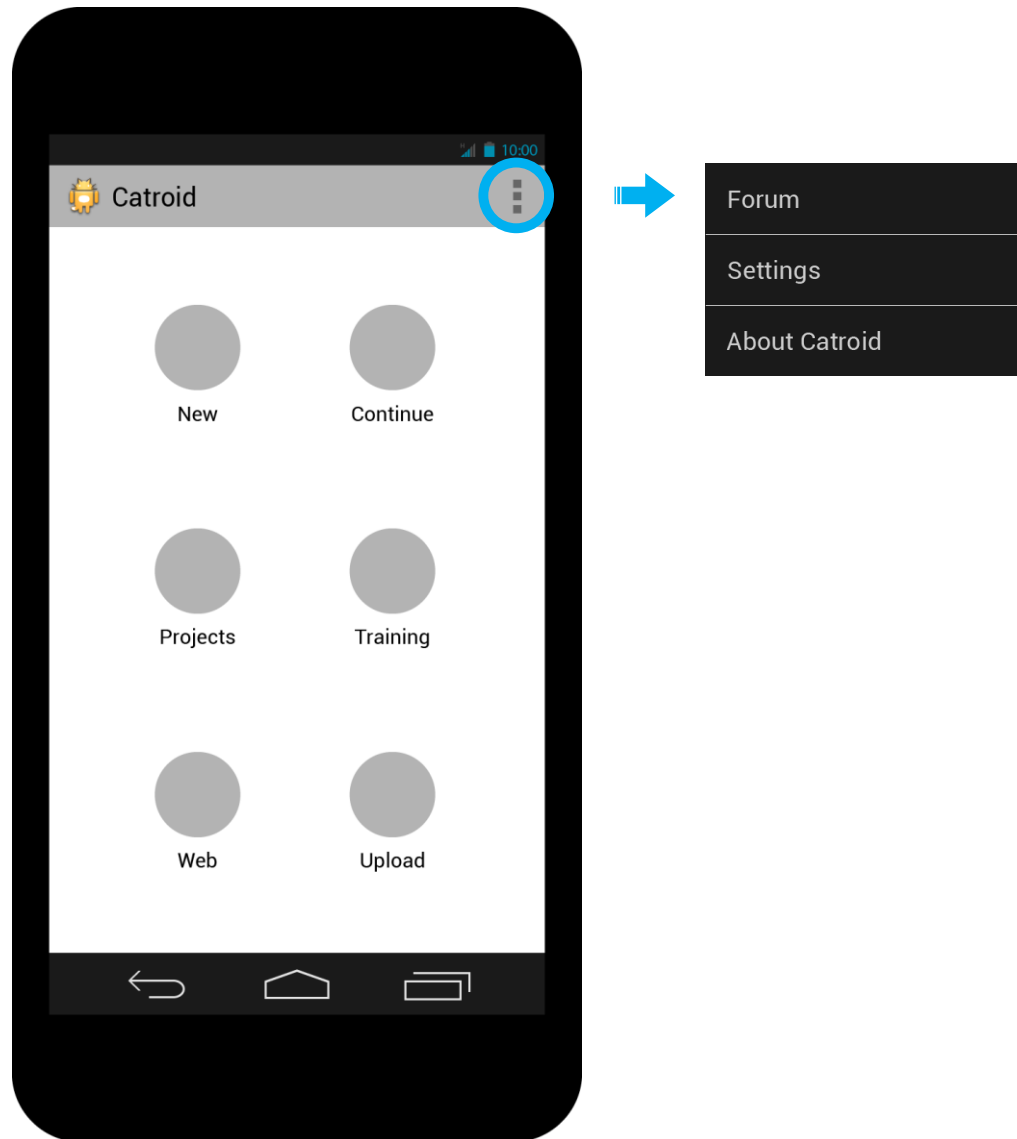 10:00
Catroid
New Continue
Projects Training
Web Upload
Forum
Settings
About Catroid